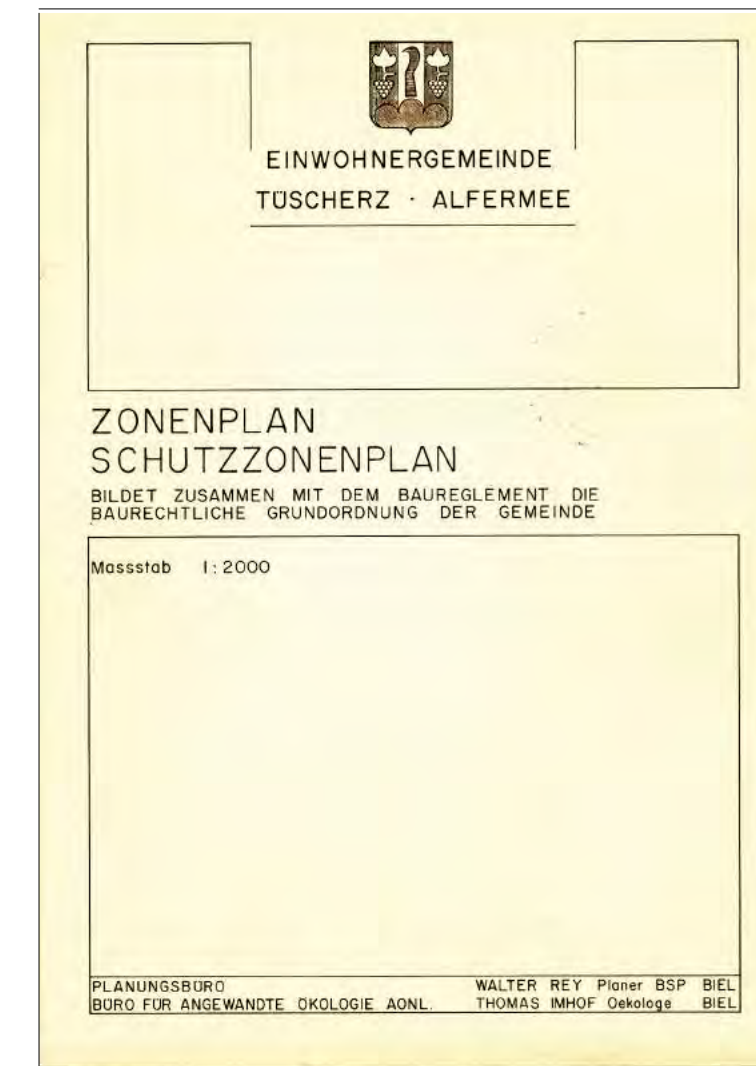 EINWOHNERGEMEINDE
TÜSCHERZ · ALFERMEE
ZONENPLAN
SCHUTZZONENPLAN
BILDET ZUSAMMEN MIT DEM BAUREGLEMENT DIE
BAURECHTLICHE GRUNDORDNUNG DER GEMEINDE
Massstab 1:2000
PLANUNGSBÜRO WALTER REY Planer BSP BIEL
BÜRO FÜR ANGEWANDTE ÖKOLOGIE AONL. THOMAS IMHOF Oekologe BIEL